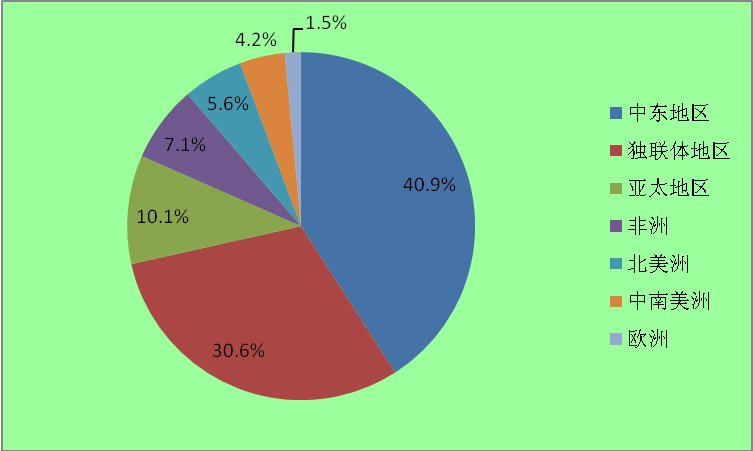 1.5%
4.2%
5.6%
7.1%
10.1%
40.9%
30.6%
中东地区
独联体地区
亚太地区
非洲
北美洲
中南美洲
欧洲